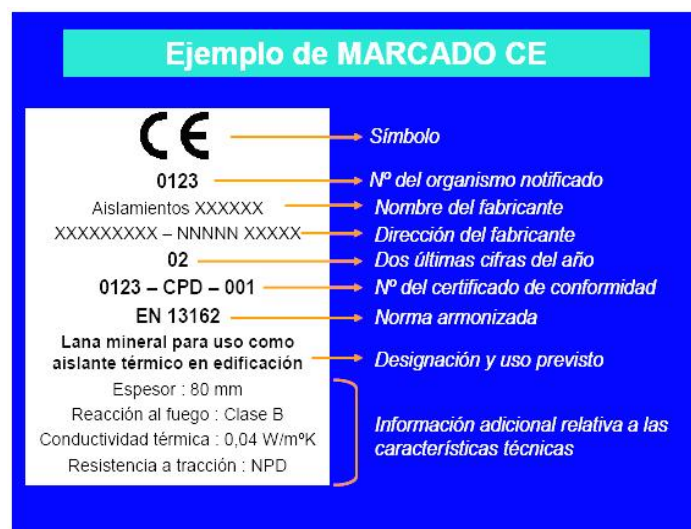 Ejemplo de MARCADO CE
CE
Símbolo
0123
Nº del organismo notificado
Aislamientos XXXXXX
Nombre del fabricante
XXXXXXXXX – NNNNN XXXXX
Dirección del fabricante
02
Dos últimas cifras del año
0123 – CPD – 001
Nº del certificado de conformidad
EN 13162
Norma armonizada
Lana mineral para uso como
aislante térmico en edificación
Designación y uso previsto
Espesor : 80 mm
Reacción al fuego : Clase B
Conductividad térmica : 0,04 W/mºK
Resistencia a tracción : NPD
Información adicional relativa a las
características técnicas